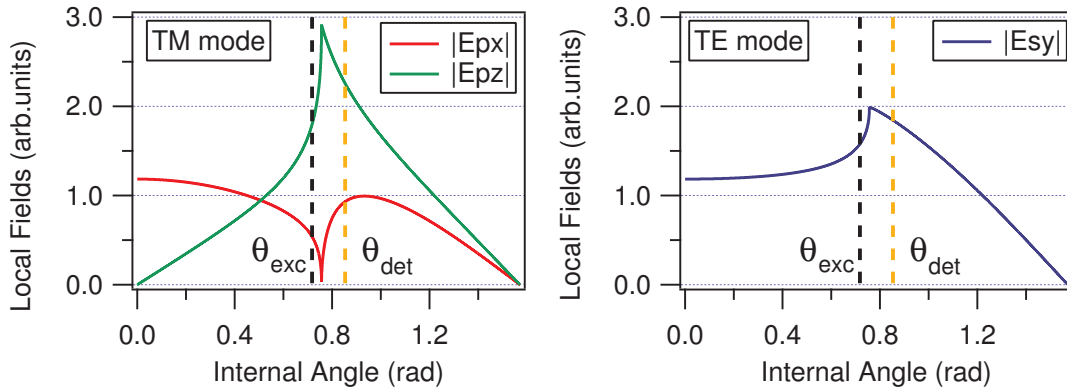 TM mode
|Epx|
|Epz|
Local Fields (arb.units)
3.0
2.0
1.0
0.0
θexc
θdet
0.0 0.4 0.8 1.2
Internal Angle (rad)
TE mode
|Esy|
Local Fields (arb.units)
3.0
2.0
1.0
0.0
θexc
θdet
0.0 0.4 0.8 1.2
Internal Angle (rad)